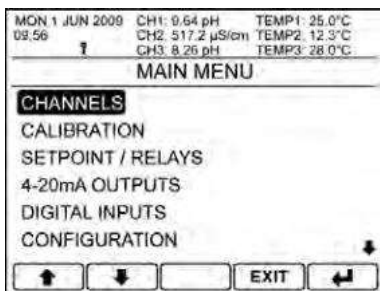 MON 1 JUN 2009 CH1: 9.64 pH TEMP1: 25.0°C
09:56 CH2: 517.2 µS/cm TEMP2: 12.3°C
CH3: 8.26 pH TEMP3: 28.0°C
MAIN MENU
CHANNELS
CALIBRATION
SETPOINT / RELAYS
4-20mA OUTPUTS
DIGITAL INPUTS
CONFIGURATION
EXIT